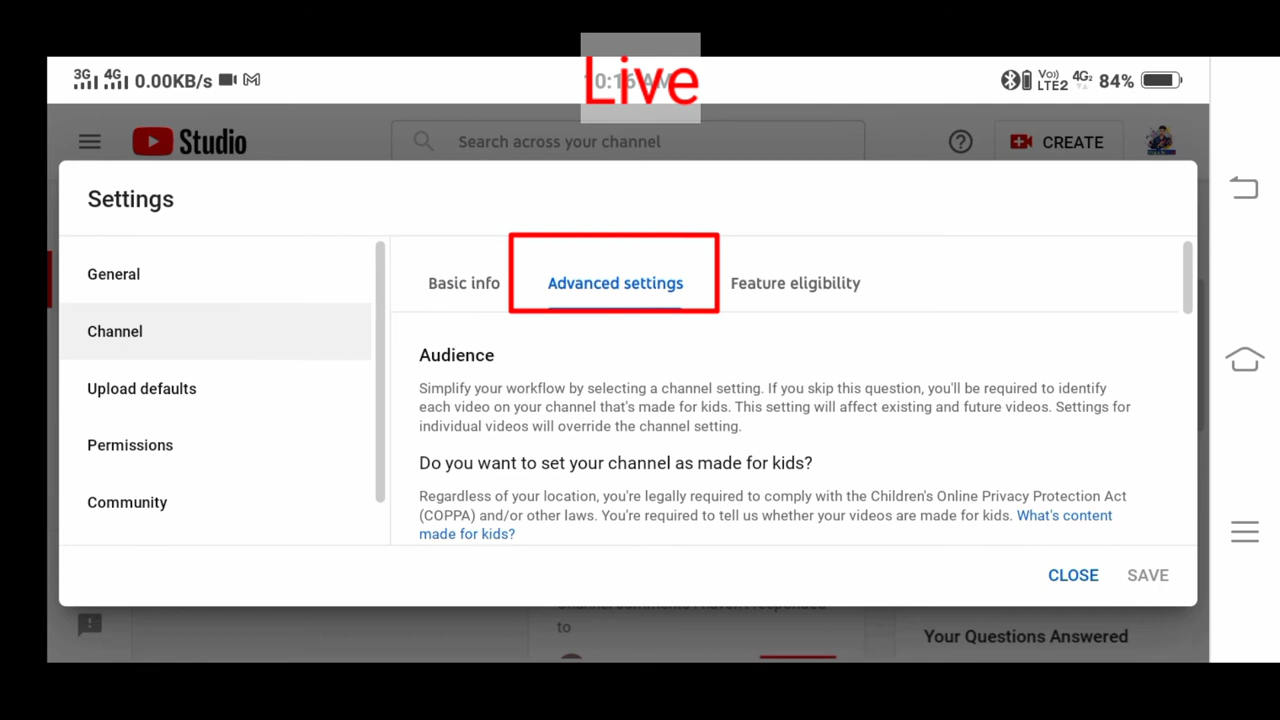 3G 4G 0.00KB/s
Live
Vo)) LTE2 4G2 84%
Studio
Search across your channel
CREATE
Settings
General
Channel
Upload defaults
Permissions
Community
Basic info
Advanced settings
Feature eligibility
Audience
Simplify your workflow by selecting a channel setting. If you skip this question, you'll be required to identify
each video on your channel that's made for kids. This setting will affect existing and future videos. Settings for
individual videos will override the channel setting.
Do you want to set your channel as made for kids?
Regardless of your location, you're legally required to comply with the Children's Online Privacy Protection Act
(COPPA) and/or other laws. You're required to tell us whether your videos are made for kids. What's content
made for kids?
CLOSE
SAVE
to
Your Questions Answered